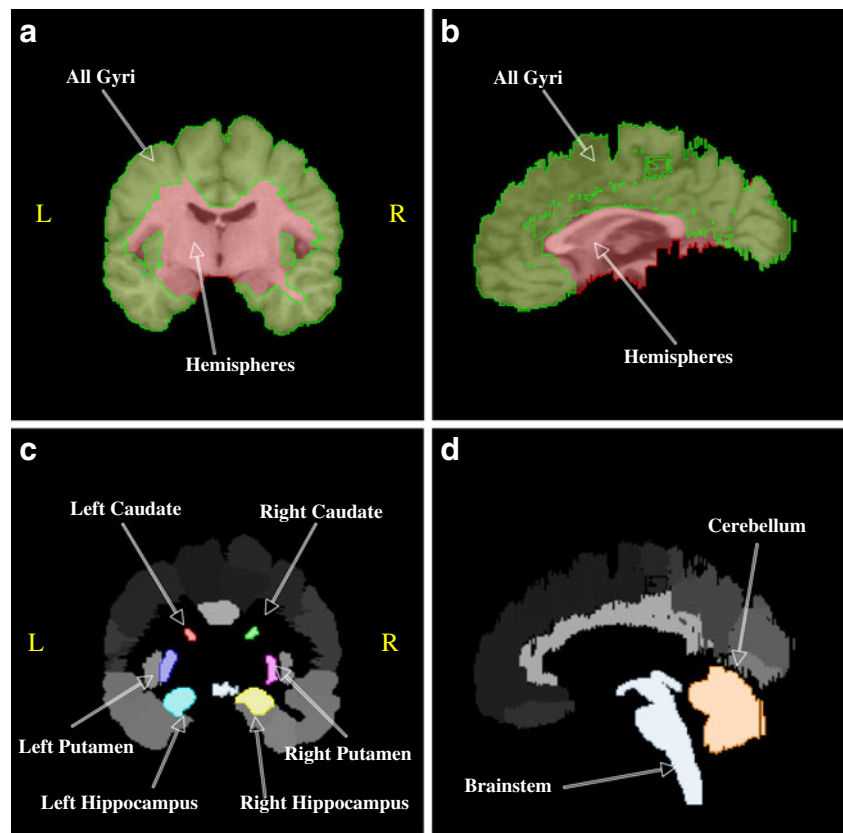 a
All Gyri
L
R
Hemispheres
b
All Gyri
Hemispheres
c
Left Caudate
Right Caudate
L
R
Left Putamen
Right Putamen
Left Hippocampus
Right Hippocampus
d
Cerebellum
Brainstem